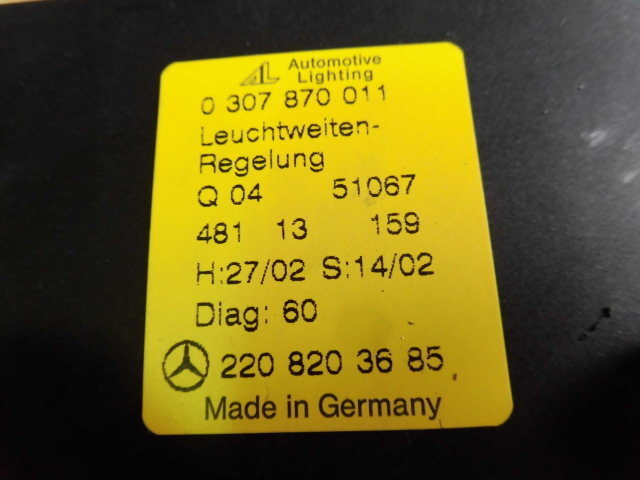 AL Automotive
Lighting
0 307 870 011
Leuchtweiten-
Regelung
Q 04 51067
481 13 159
H:27/02 S:14/02
Diag: 60
220 820 36 85
Made in Germany